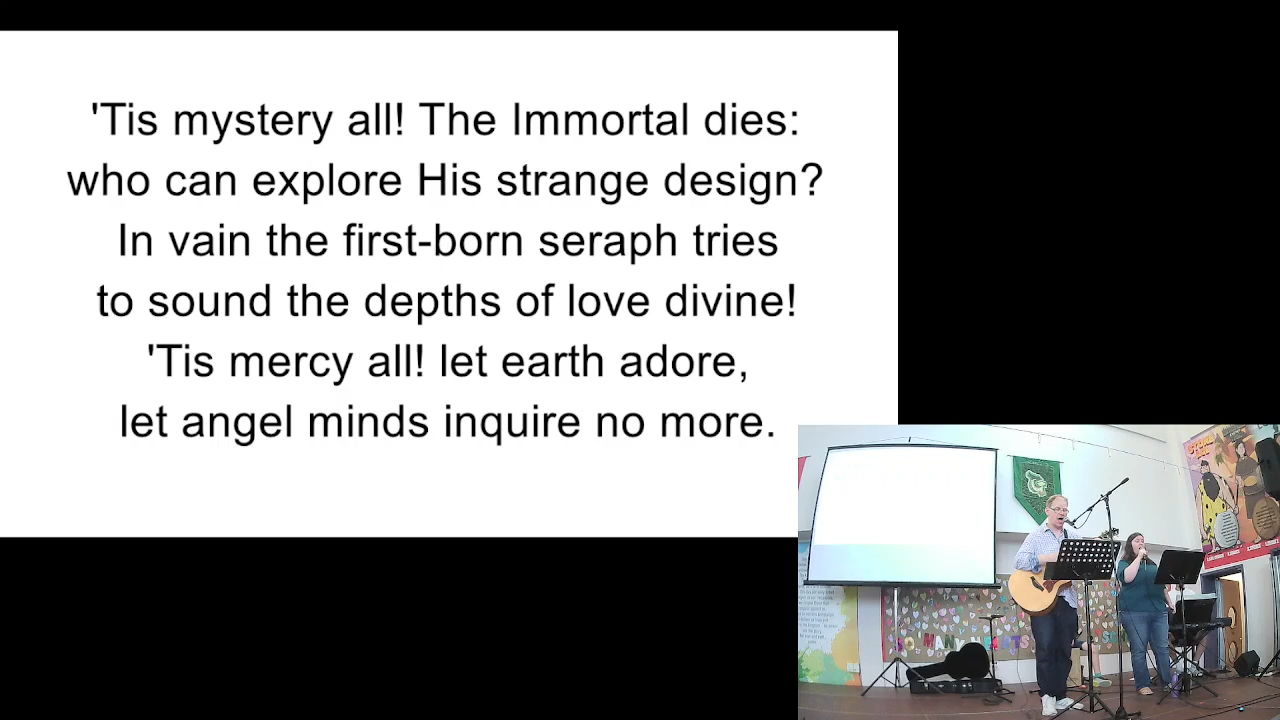 'Tis mystery all! The Immortal dies:
who can explore His strange design?
In vain the first-born seraph tries
to sound the depths of love divine!
'Tis mercy all! let earth adore,
let angel minds inquire no more.